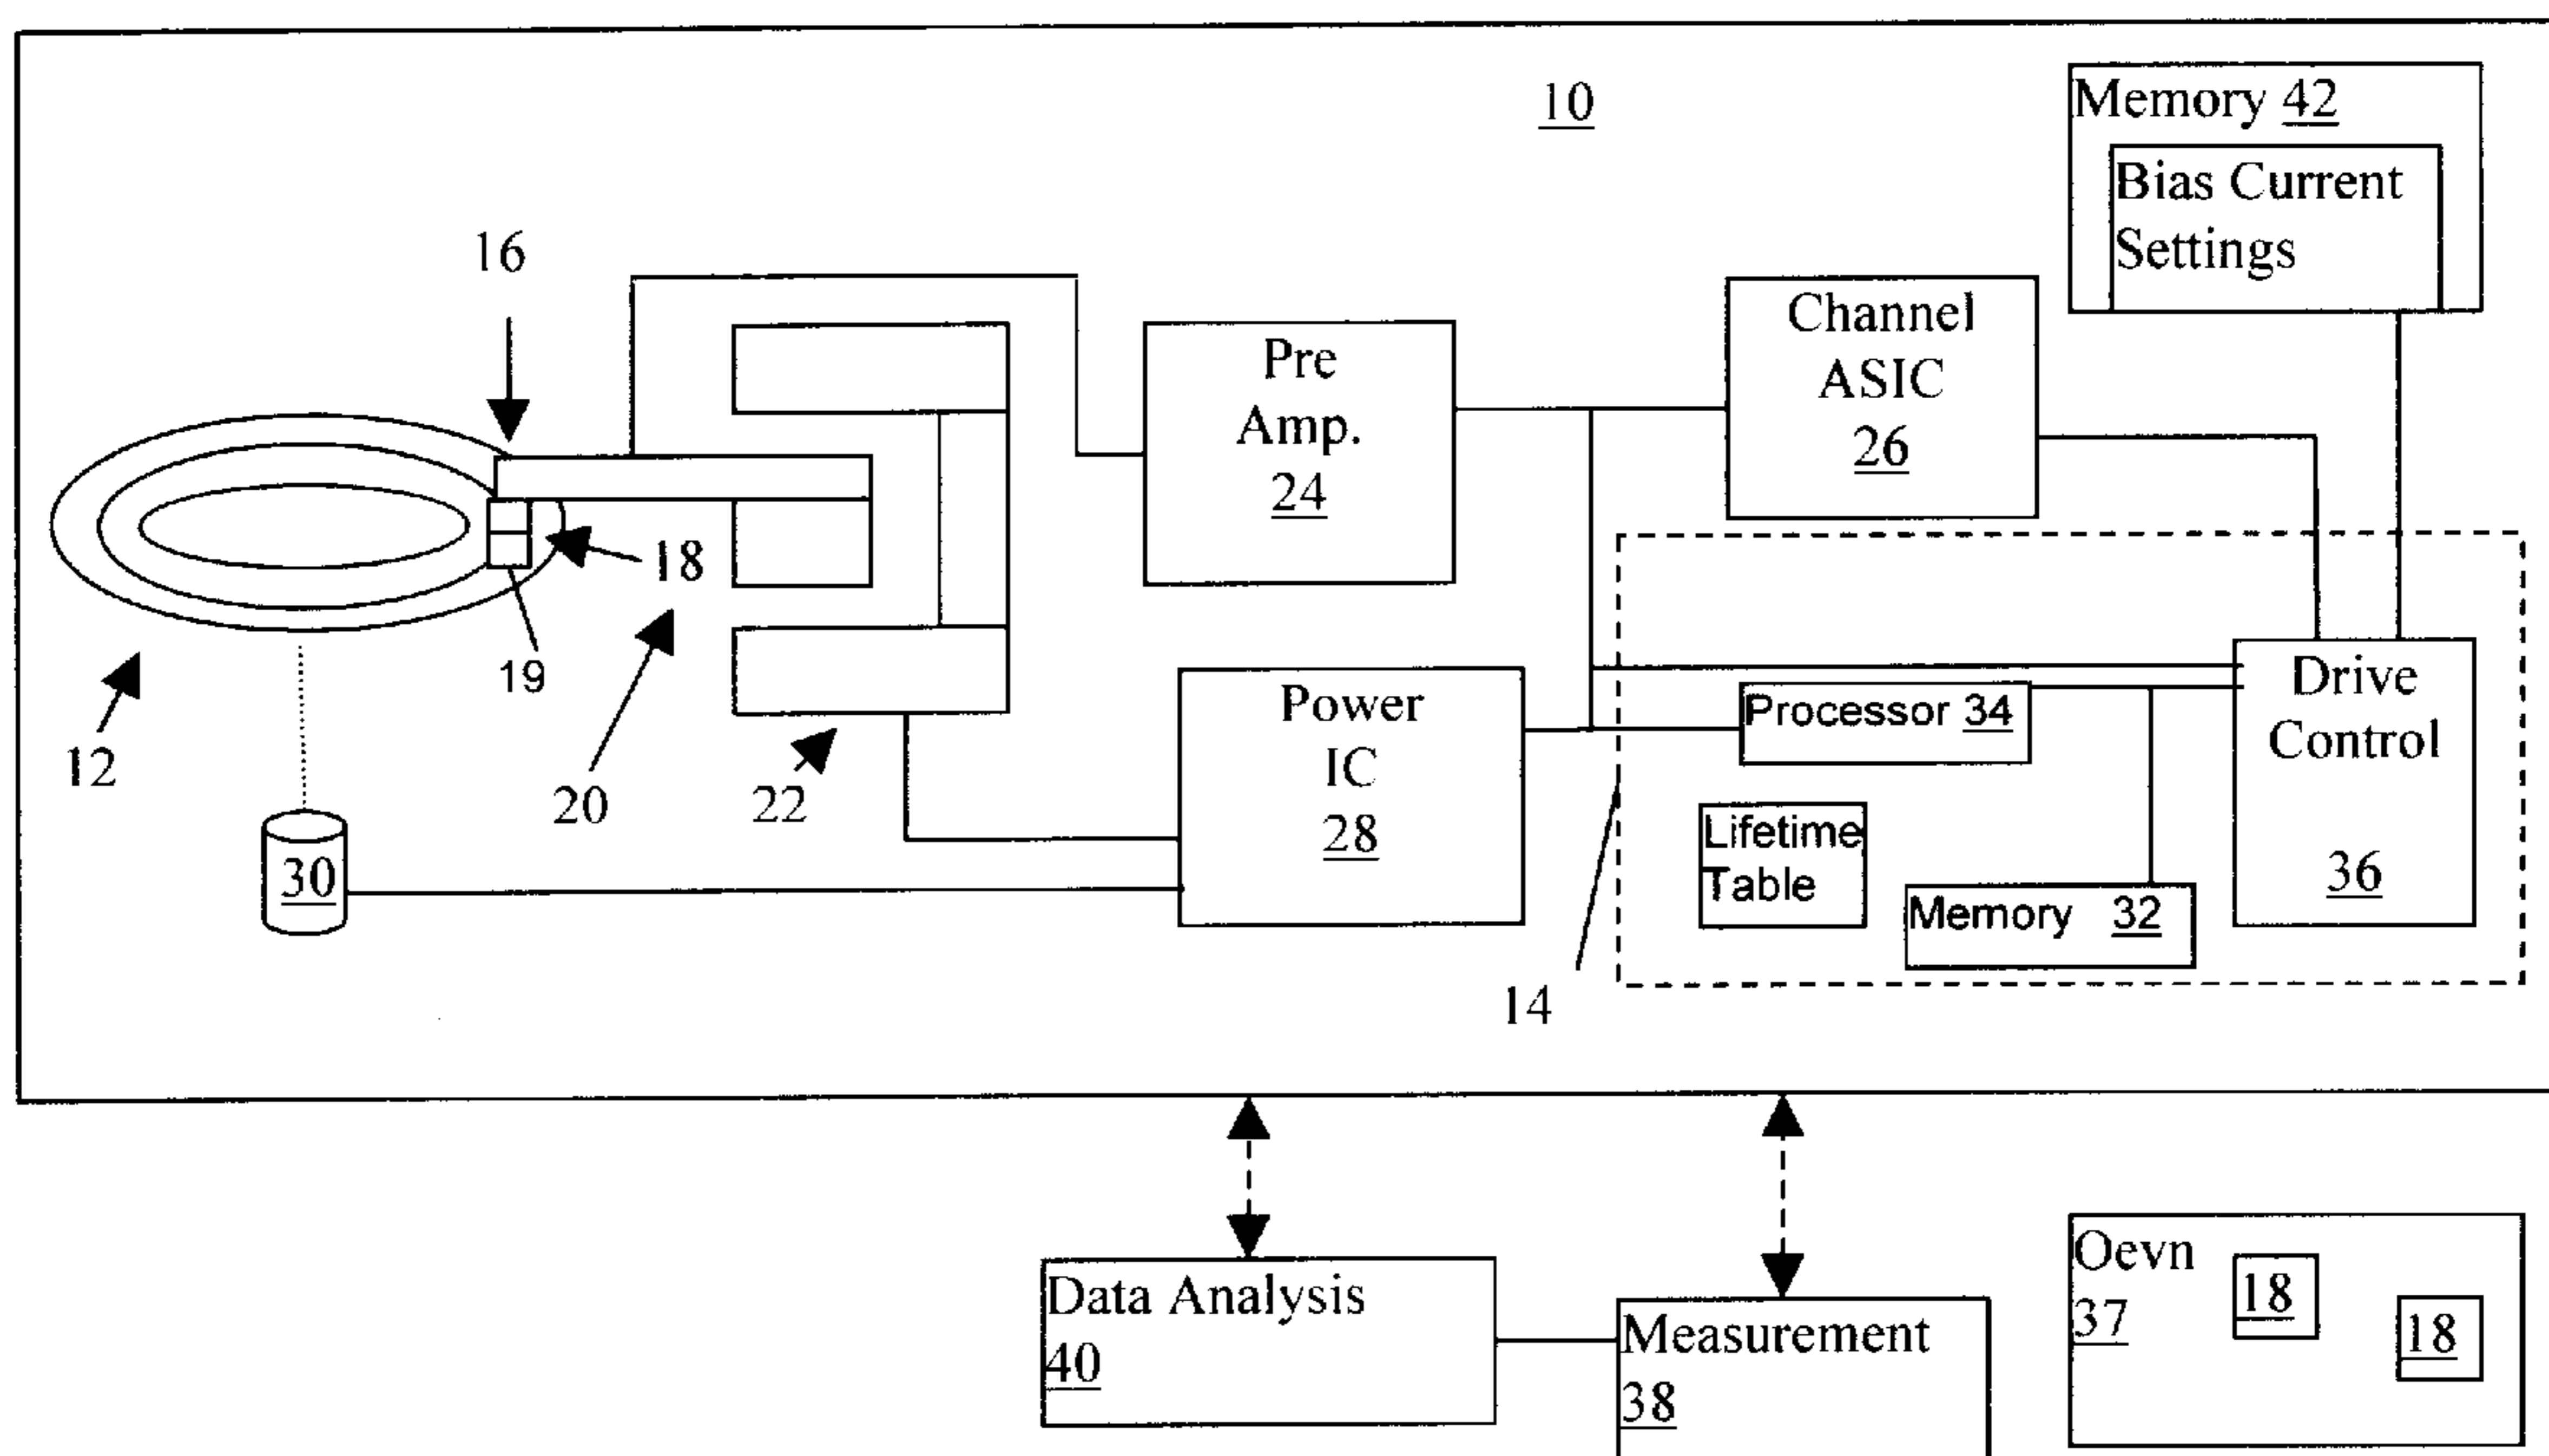 10
Memory 42
Bias Current
Settings
16
Channel
ASIC
26
Pre
Amp.
24
18
19
12
20
22
30
Power
IC
28
Processor 34
Drive
Control
36
Lifetime
Table
Memory 32
14
Data Analysis
40
Measurement
38
Oevn
37
18
18